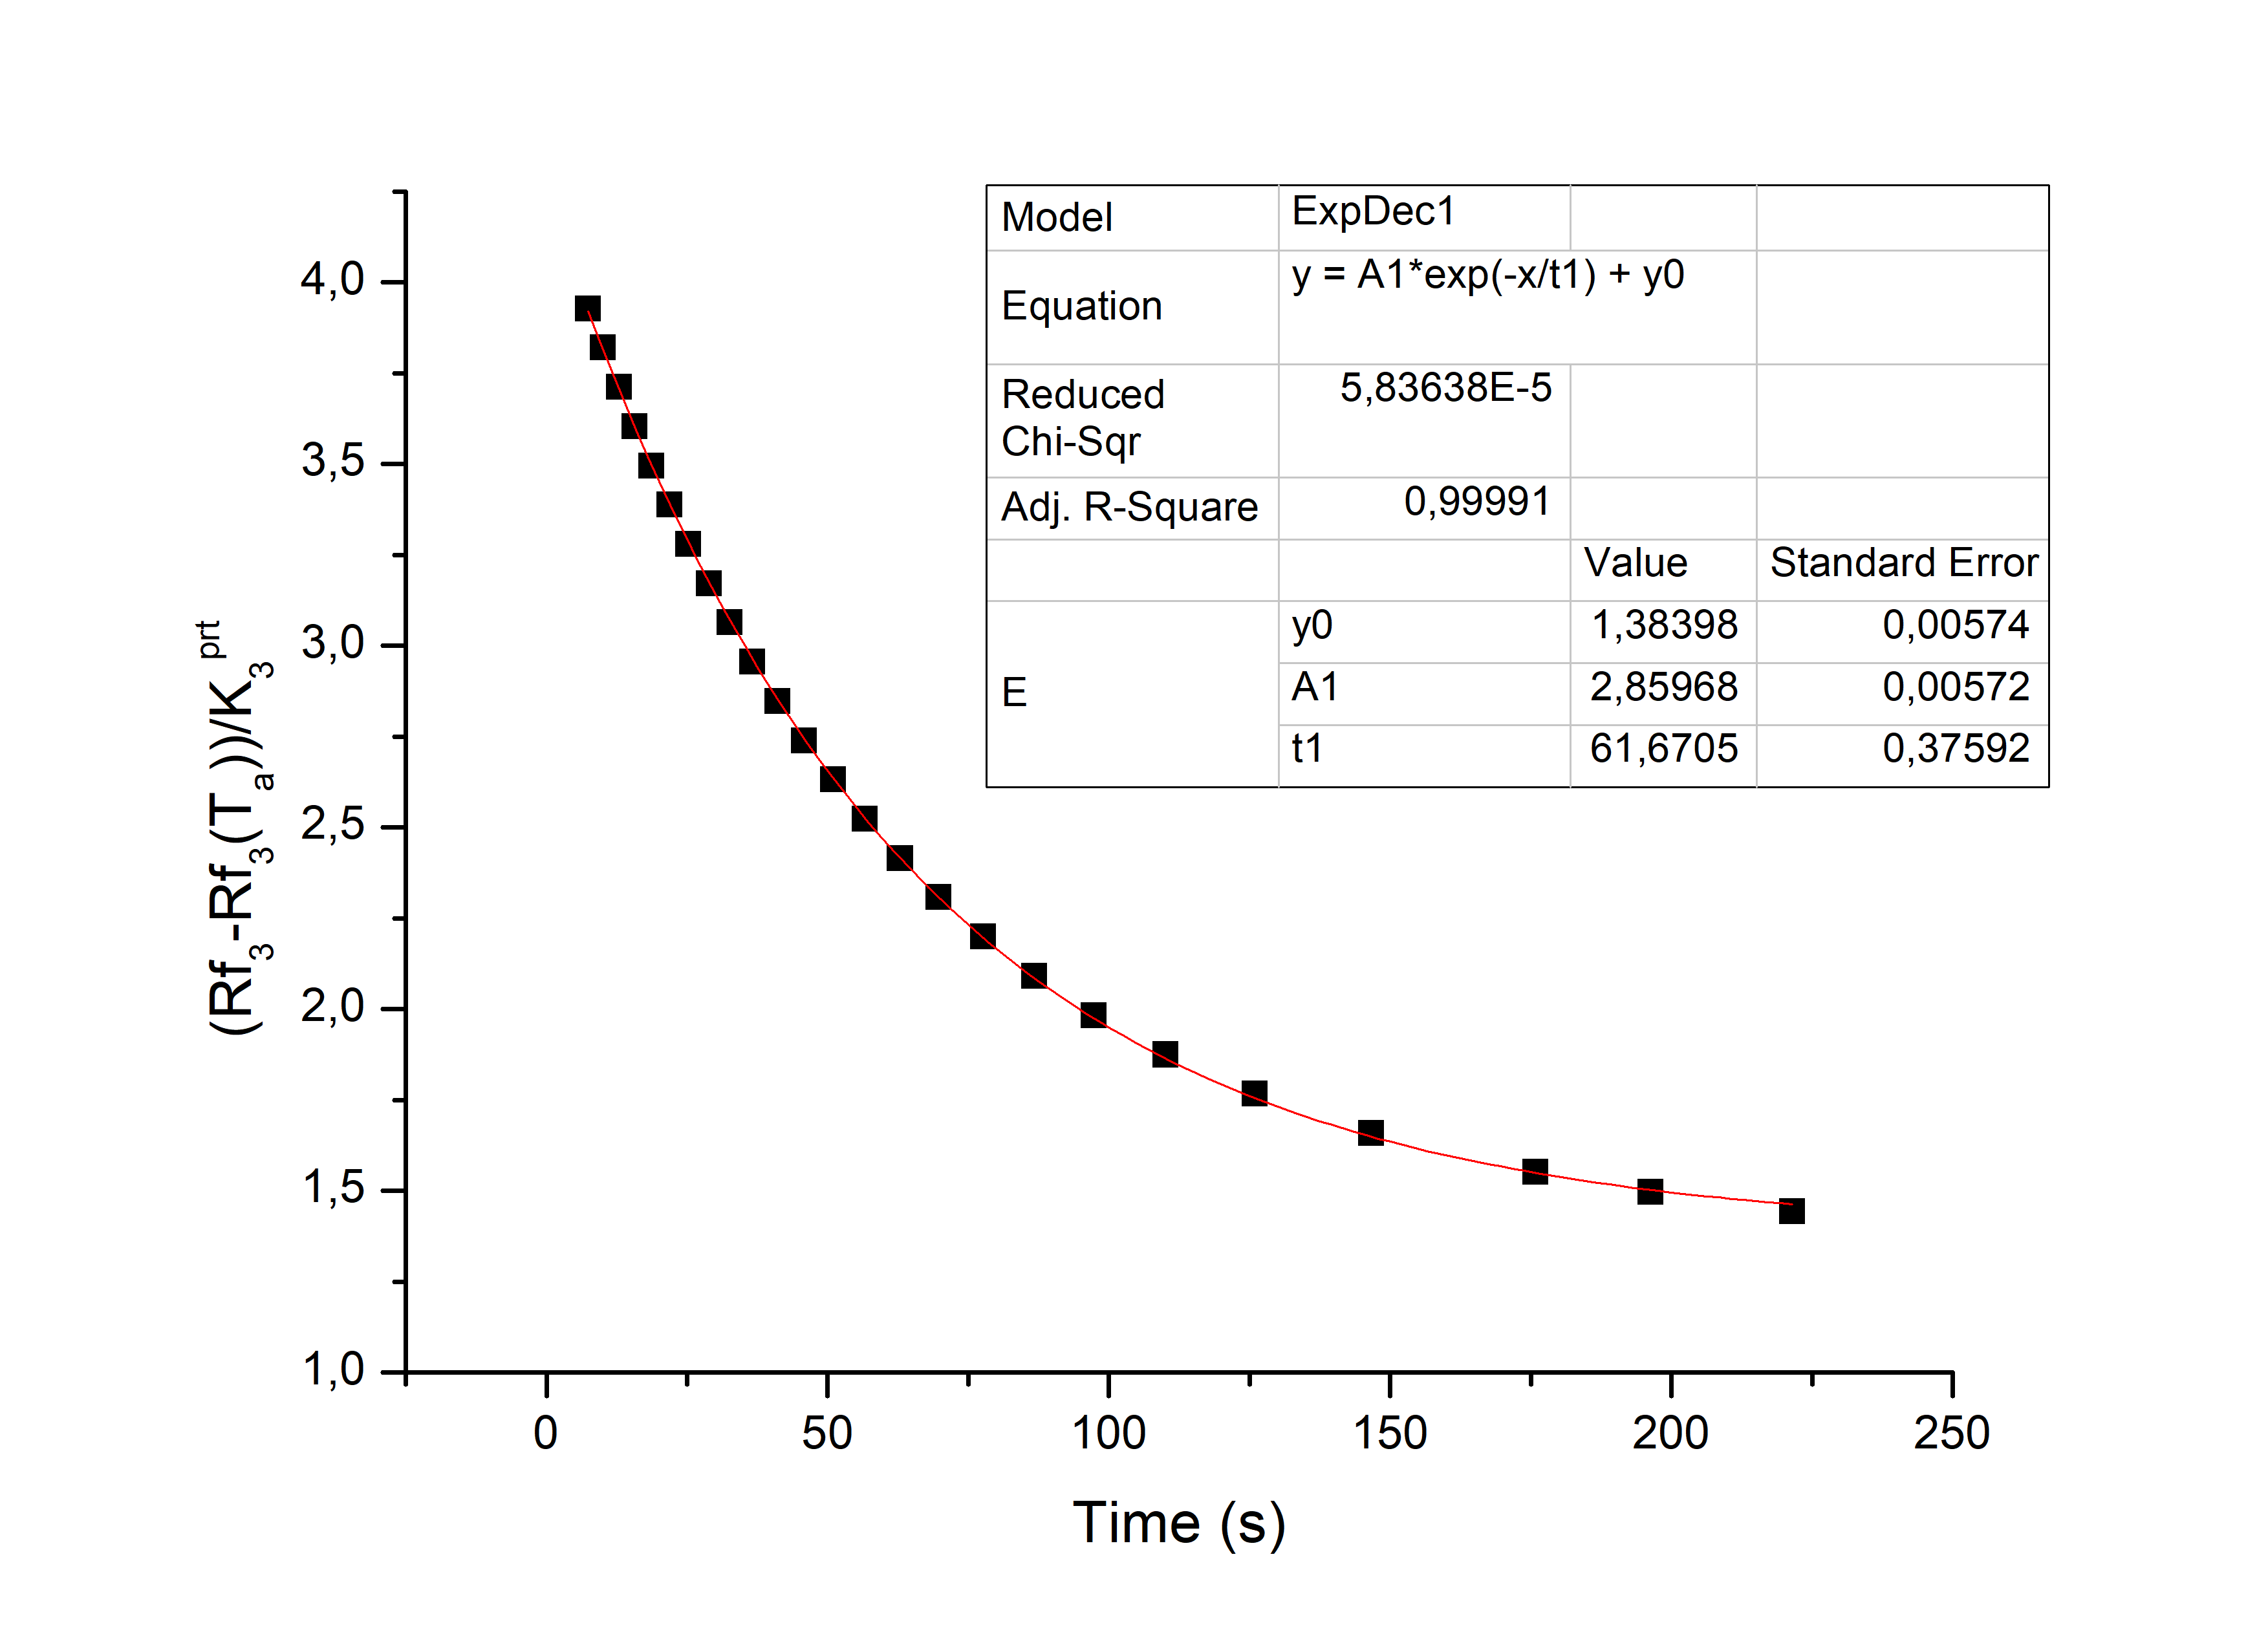 Model ExpDec1
Equation y = A1*exp(-x/t1) + y0
Reduced
Chi-Sqr 5,83638E-5
Adj. R-Square 0,99991
Value Standard Error
E y0 1,38398 0,00574
A1 2,85968 0,00572
t1 61,6705 0,37592
4,0
3,5
3,0
2,5
2,0
1,5
1,0
(Rf3-Rf3(Ta))/K3prt
0 50 100 150 200 250
Time (s)